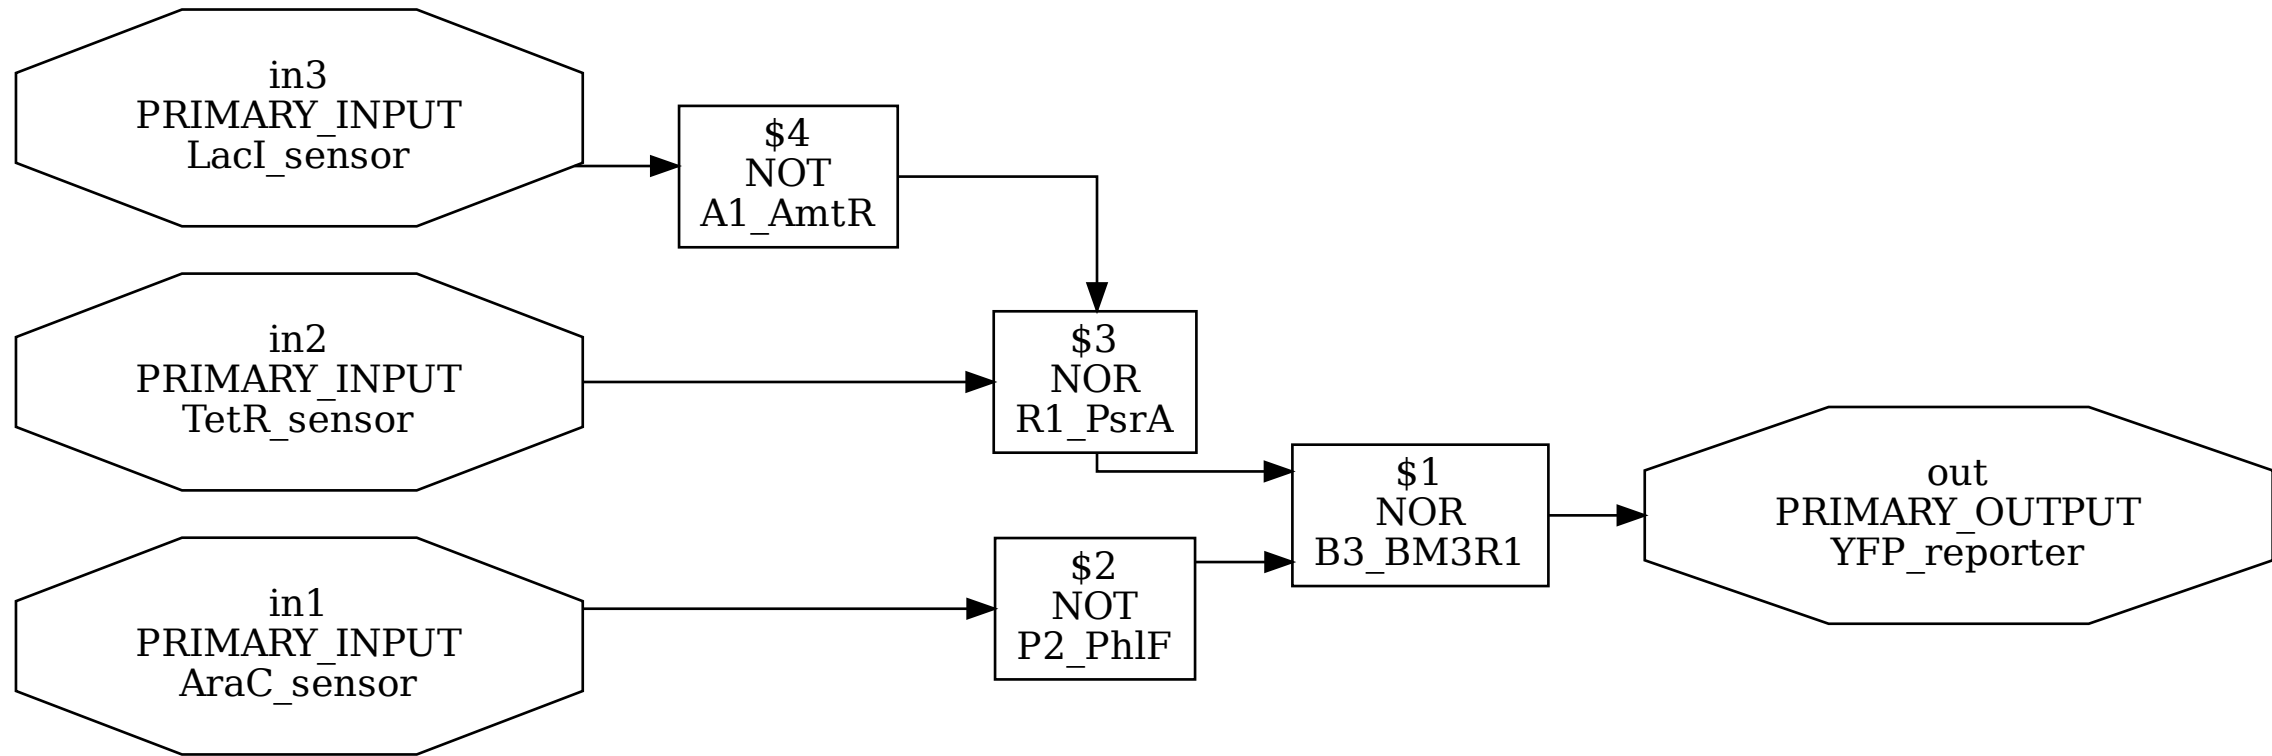 in3
PRIMARY_INPUT
LacI_sensor
$4
NOT
A1_AmtR
in2
PRIMARY_INPUT
TetR_sensor
$3
NOR
R1_PsrA
$1
NOR
B3_BM3R1
out
PRIMARY_OUTPUT
YFP_reporter
in1
PRIMARY_INPUT
AraC_sensor
$2
NOT
P2_PhlF